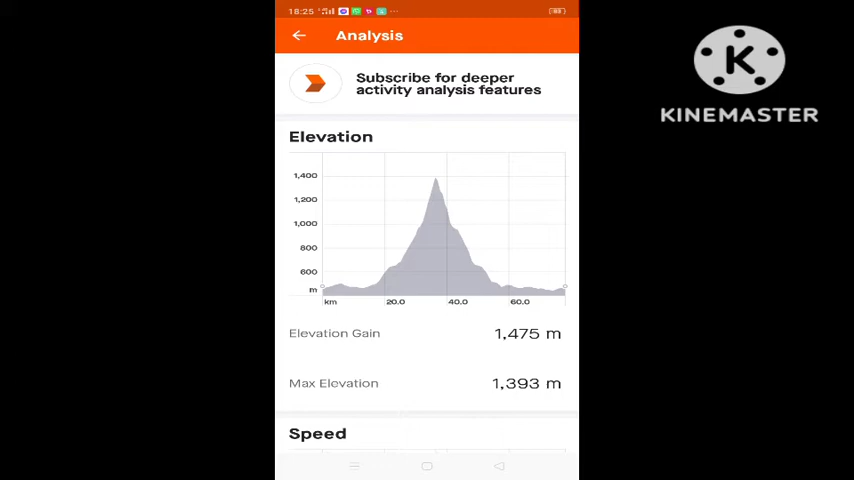 18:25
Analysis
Subscribe for deeper
activity analysis features
Elevation
1,400
1,200
1,000
800
600
m
km 20.0 40.0 60.0
Elevation Gain 1,475 m
Max Elevation 1,393 m
Speed
K
KINEMASTER